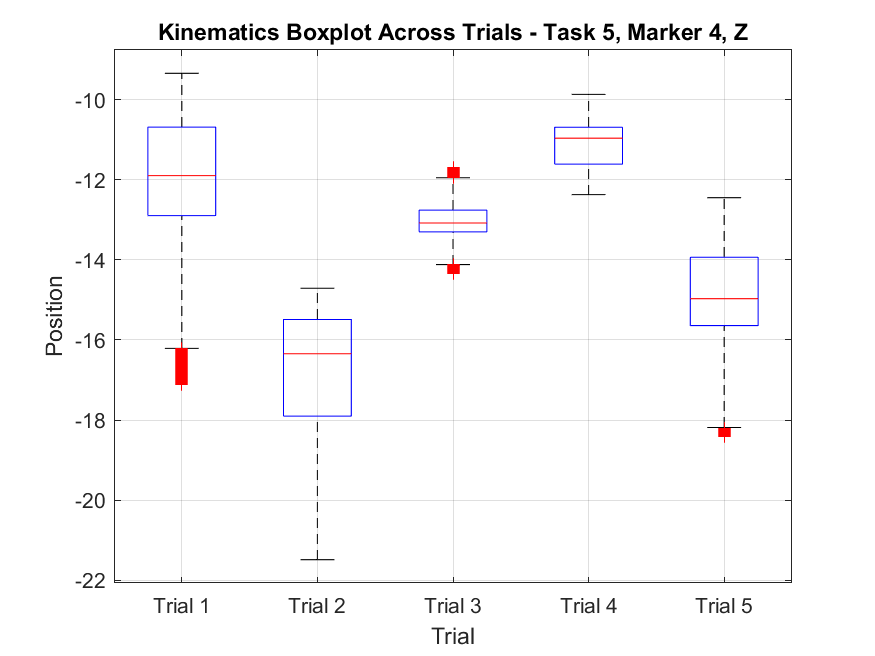 Kinematics Boxplot Across Trials - Task 5, Marker 4, Z
-10
-12
-14
-16
-18
-20
-22
Position
Trial 1 Trial 2 Trial 3 Trial 4 Trial 5
Trial